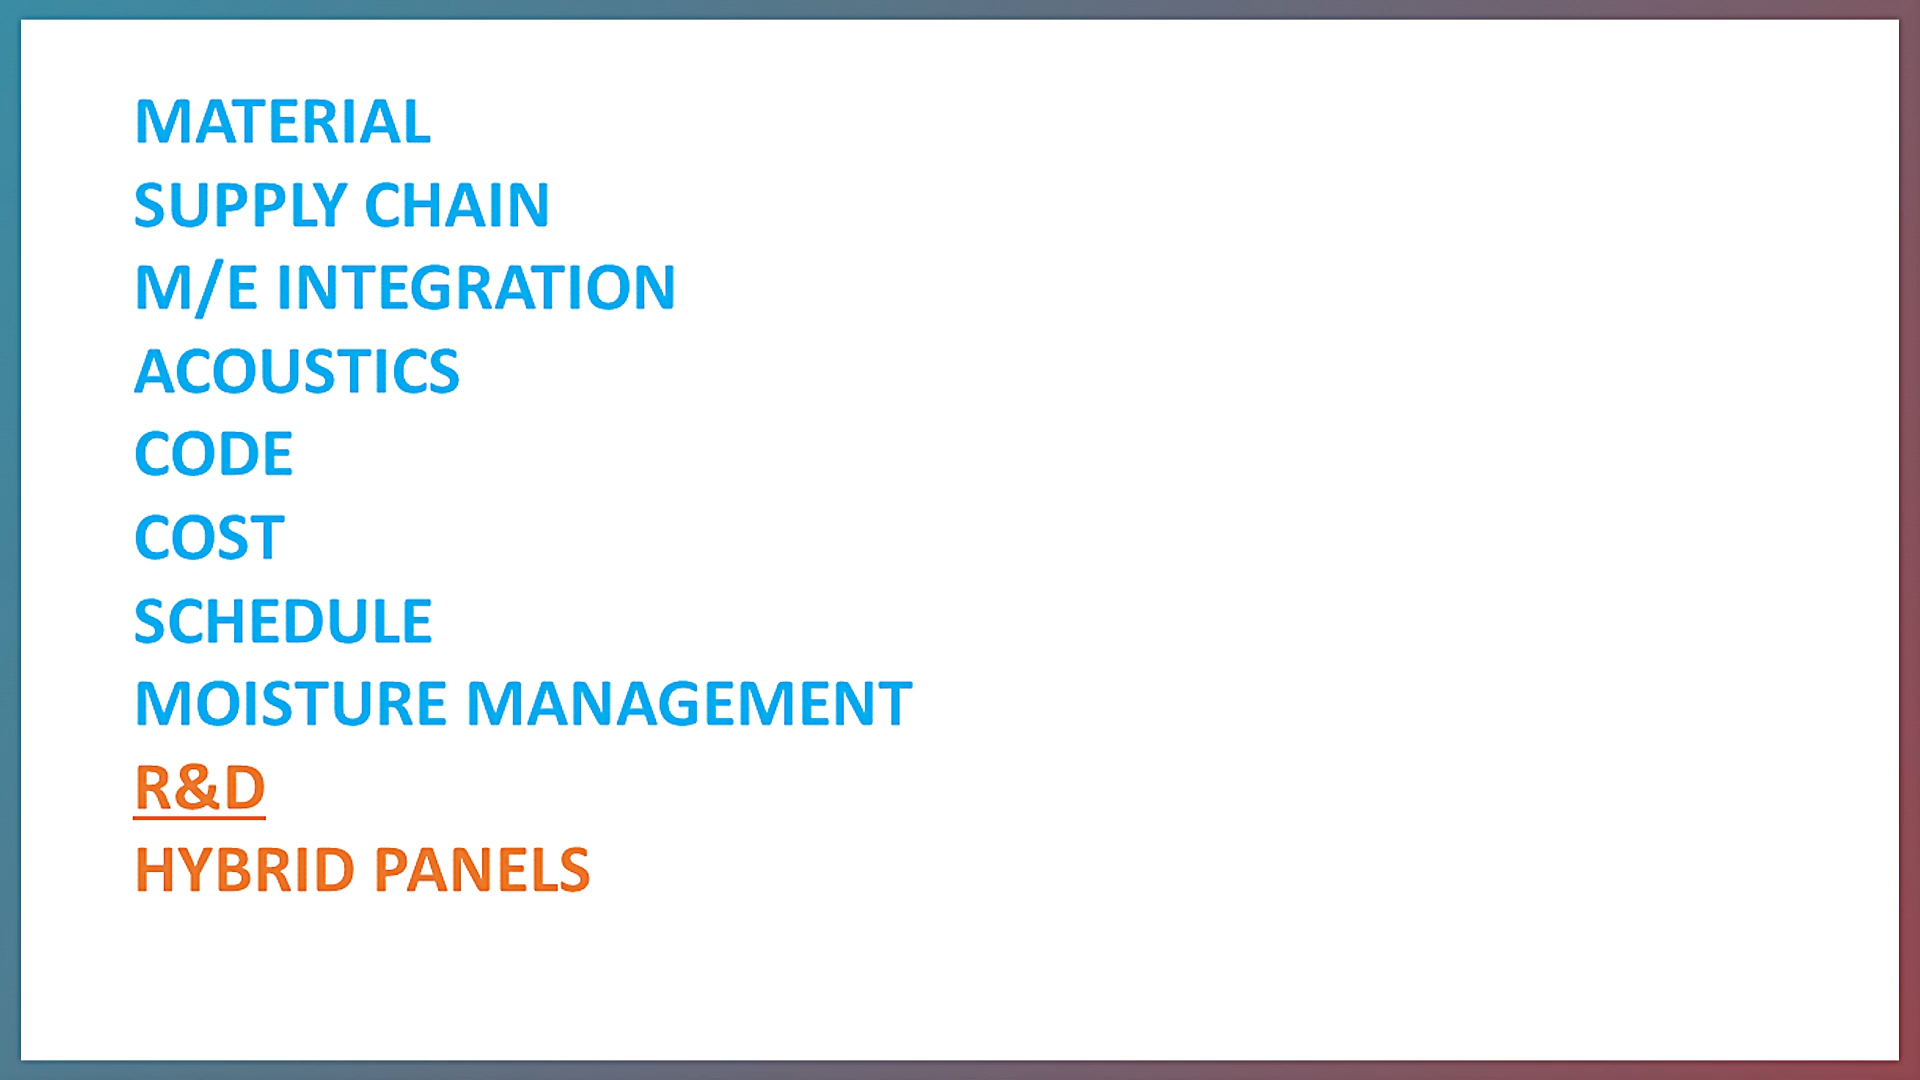 MATERIAL
SUPPLY CHAIN
M/E INTEGRATION
ACOUSTICS
CODE
COST
SCHEDULE
MOISTURE MANAGEMENT
R&D
HYBRID PANELS